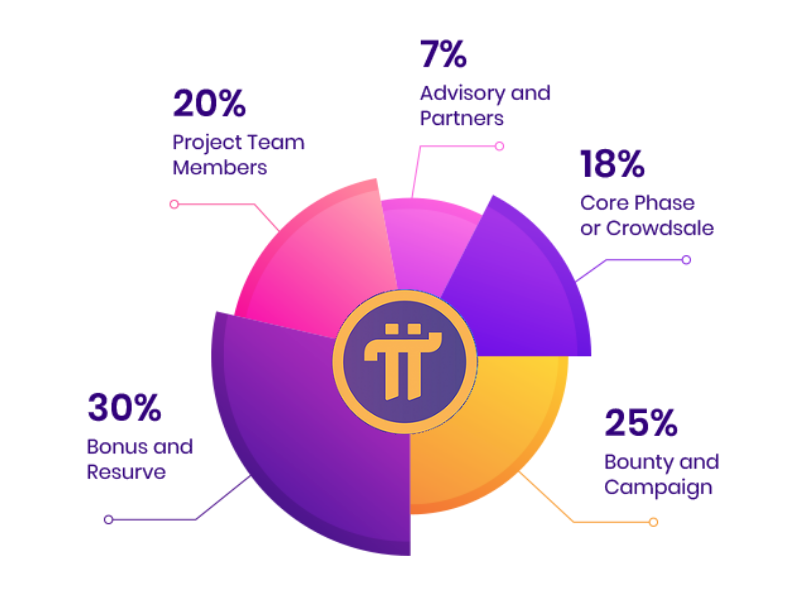 7%
Advisory and
Partners
20%
Project Team
Members
18%
Core Phase
or Crowdsale
30%
Bonus and
Resurve
25%
Bounty and
Campaign